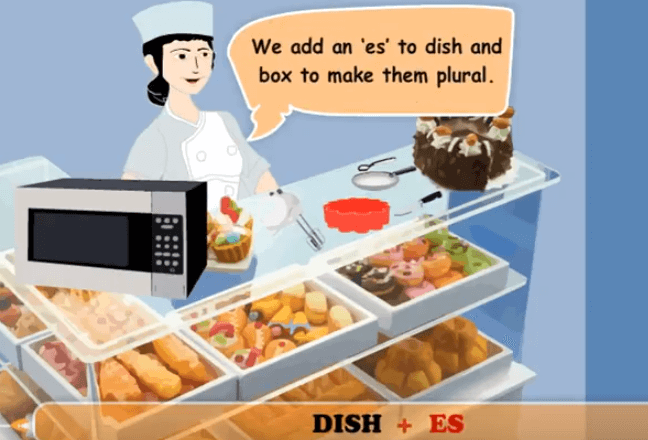 We add an 'es' to dish and
box to make them plural.
DISH + ES